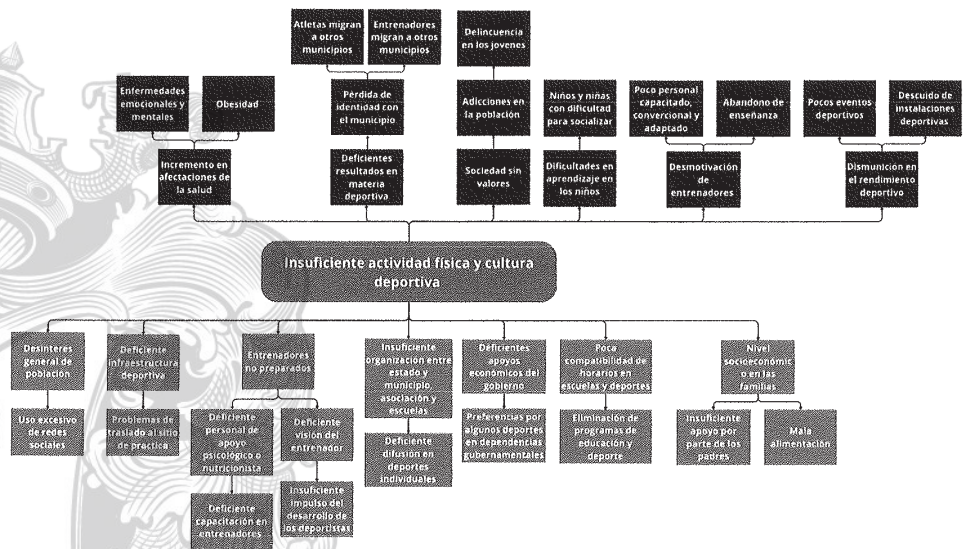 Atletas migran
a otros
municipios
Entrenadores
migran a otros
municipios
Delincuencia
en los jovenes
Enfermedades
emocionales y
mentales
Obesidad
Pérdida de
identidad con
el municipio
Adicciones en
la población
Niños y niñas
con dificultad
para socializar
Poco personal
capacitado,
convercional y
adaptado
Abandono de
enseñanza
Pocos eventos
deportivos
Descuido de
instalaciones
deportivas
Incremento en
afectaciones de
la salud
Deficientes
resultados en
materia
deportiva
Sociedad sin
valores
Dificultades en
aprendizaje en
los niños
Desmotivación
de
entrenadores
Dismunición en
el rendimiento
deportivo
Insuficiente actividad física y cultura
deportiva
Desinteres
general de
población
Deficiente
infraestructura
deportiva
Entrenadores
no preparados
Insuficiente
organización entre
estado y
municipio,
asociación y
escuelas
Deficientes
apoyos
económicos del
gobierno
Poca
compatibilidad de
horarios en
escuelas y deportes
Nivel
socioeconómic
o en las
familias
Uso excesivo
de redes
sociales
Problemas de
traslado al sitio
de practica
Deficiente
personal de
apoyo
psicológico o
nutricionista
Deficiente
visión del
entrenador
Deficiente
difusión en
deportes
individuales
Preferencias por
algunos deportes
en dependencias
gubernamentales
Eliminación de
programas de
educación y
deporte
Insuficiente
apoyo por
parte de los
padres
Mala
alimentación
Deficiente
capacitación en
entrenadores
Insuficiente
impulso del
desarrollo de
los deportistas